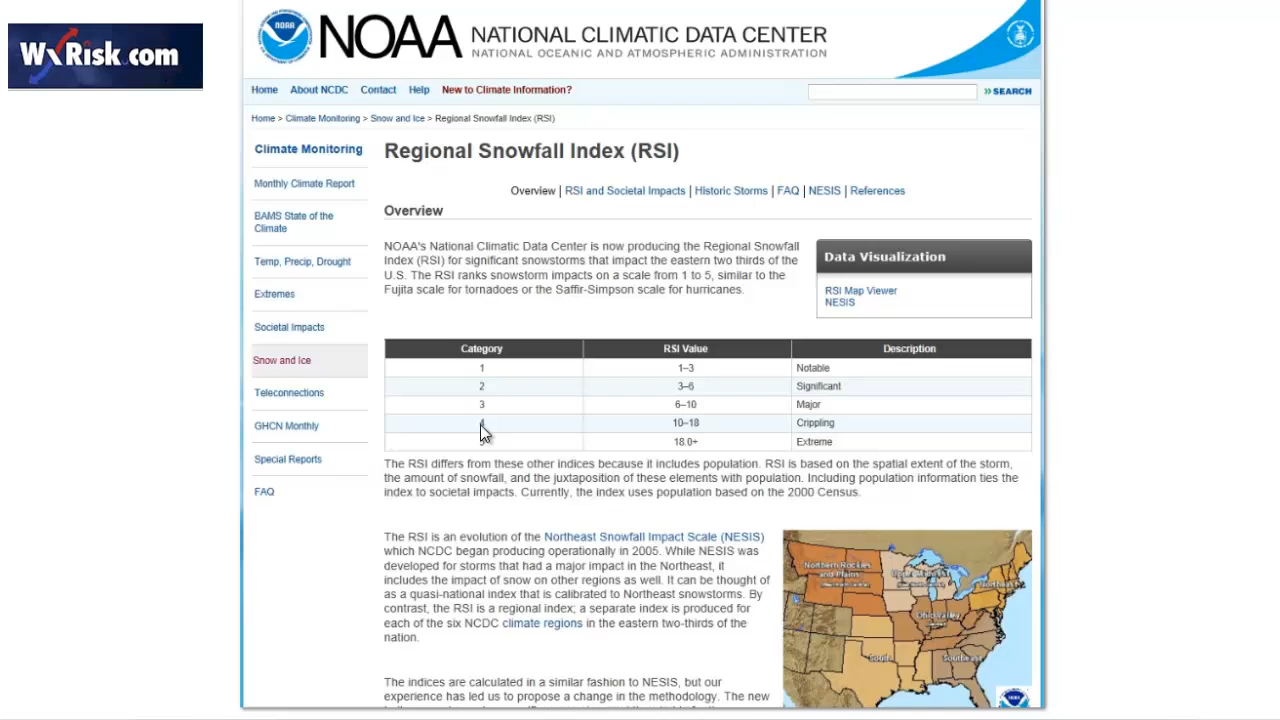 WxRisk.com
NOAA
NOAA NATIONAL CLIMATIC DATA CENTER
NATIONAL OCEANIC AND ATMOSPHERIC ADMINISTRATION
Home About NCDC Contact Help New to Climate Information? » SEARCH
Home > Climate Monitoring > Snow and Ice > Regional Snowfall Index (RSI)
Climate Monitoring
Monthly Climate Report
BAMS State of the
Climate
Temp, Precip, Drought
Extremes
Societal Impacts
Snow and Ice
Teleconnections
GHCN Monthly
Special Reports
FAQ
Regional Snowfall Index (RSI)
Overview | RSI and Societal Impacts | Historic Storms | FAQ | NESIS | References
Overview
NOAA's National Climatic Data Center is now producing the Regional Snowfall
Index (RSI) for significant snowstorms that impact the eastern two thirds of the
U.S. The RSI ranks snowstorm impacts on a scale from 1 to 5, similar to the
Fujita scale for tornadoes or the Saffir-Simpson scale for hurricanes.
Data Visualization
RSI Map Viewer
NESIS
Category RSI Value Description
1 1–3 Notable
2 3–6 Significant
3 6–10 Major
4 10–18 Crippling
5 18.0+ Extreme
The RSI differs from these other indices because it includes population. RSI is based on the spatial extent of the storm,
the amount of snowfall, and the juxtaposition of these elements with population. Including population information ties the
index to societal impacts. Currently, the index uses population based on the 2000 Census.
The RSI is an evolution of the Northeast Snowfall Impact Scale (NESIS)
which NCDC began producing operationally in 2005. While NESIS was
developed for storms that had a major impact in the Northeast, it
includes the impact of snow on other regions as well. It can be thought of
as a quasi-national index that is calibrated to Northeast snowstorms. By
contrast, the RSI is a regional index; a separate index is produced for
each of the six NCDC climate regions in the eastern two-thirds of the
nation.
The indices are calculated in a similar fashion to NESIS, but our
experience has led us to propose a change in the methodology. The new
Northern Rockies
and Plains
Upper Midwest
Northeast
Ohio Valley
South
Southeast